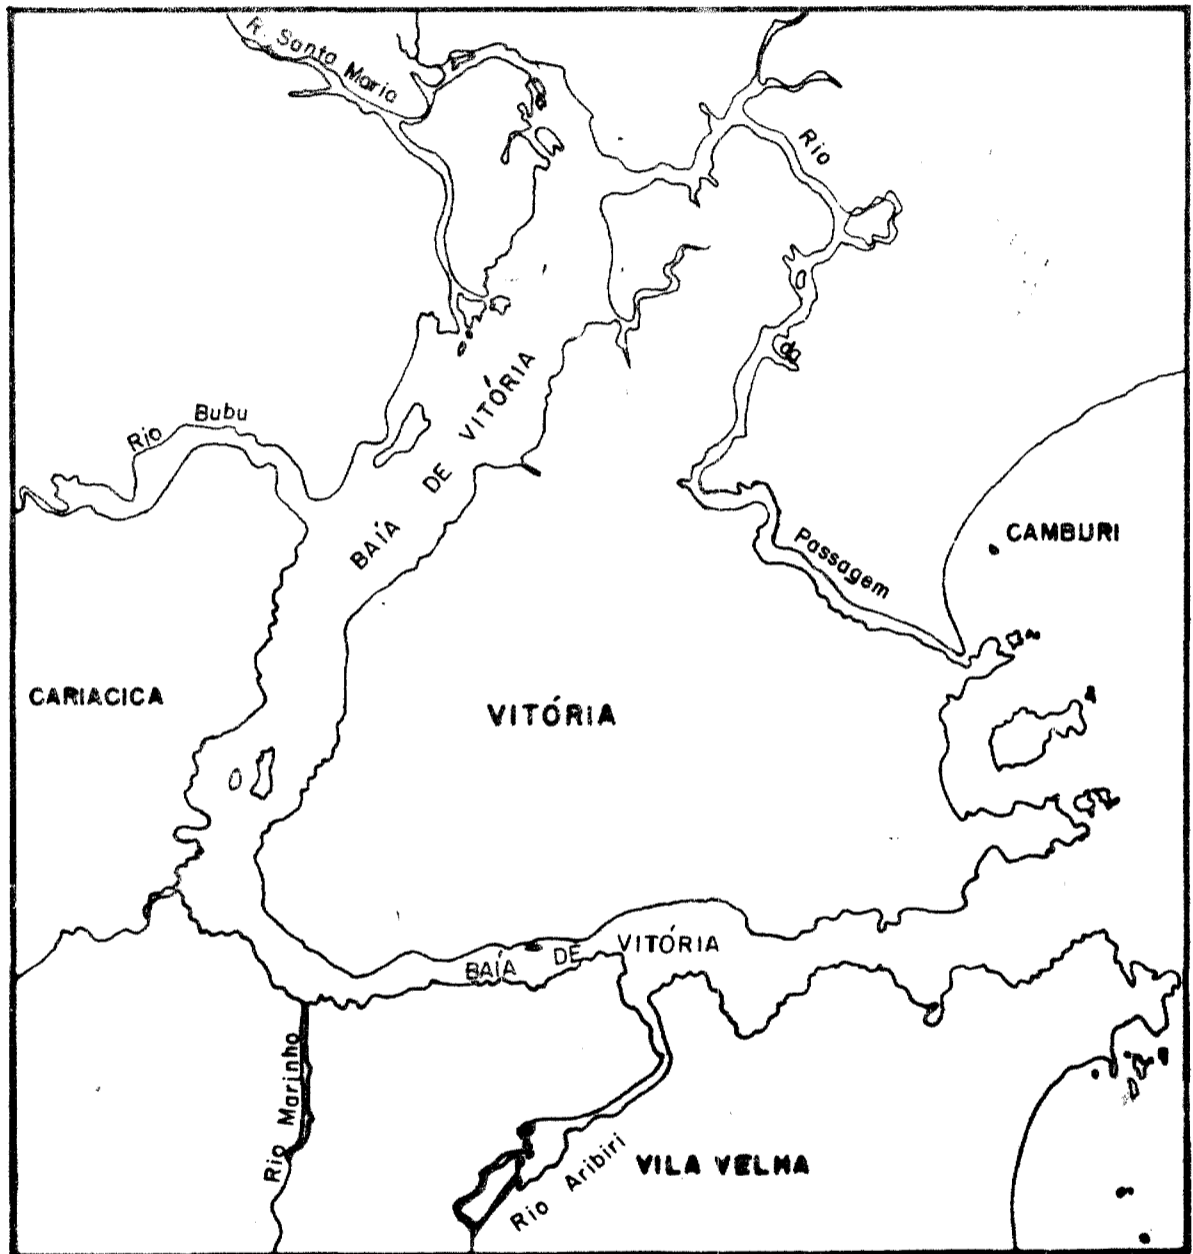 R. Santa Maria
Rio
da
Passagem
Rio Bubu
BAÍA DE VITÓRIA
CAMBURI
CARIACICA
VITÓRIA
BAÍA DE VITÓRIA
Rio Marinho
Rio Aribiri
VILA VELHA